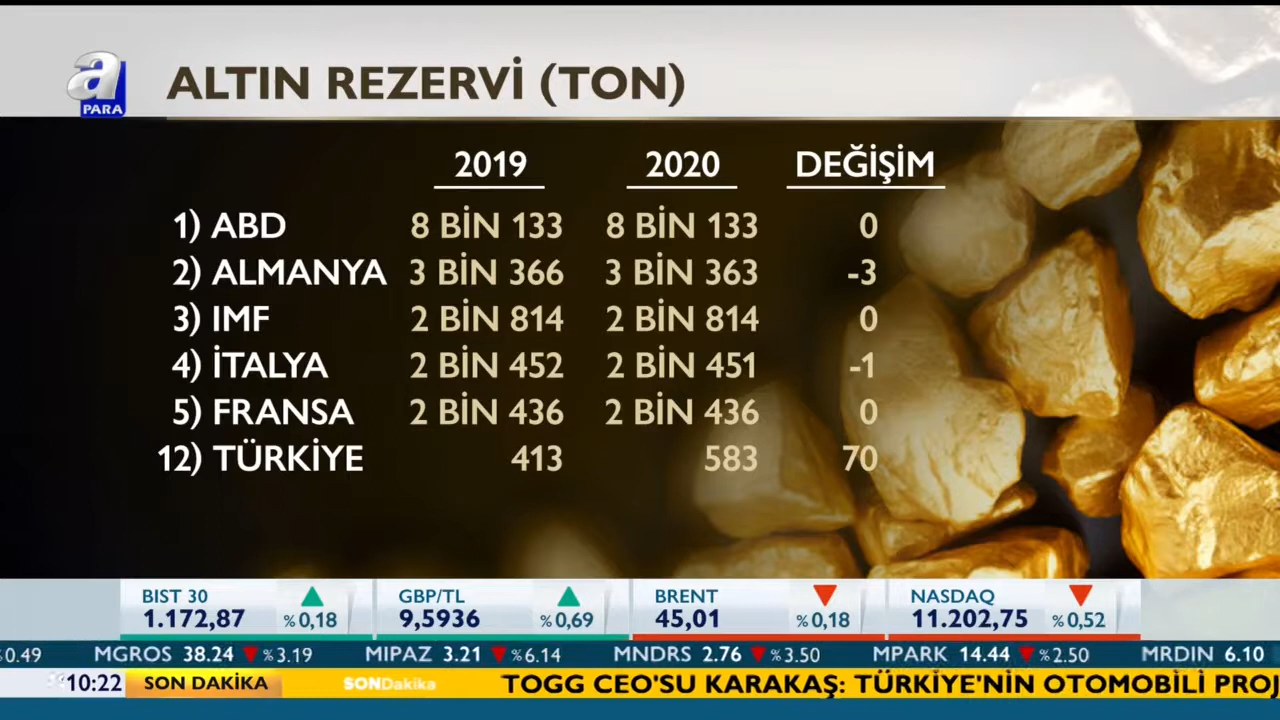 a
PARA
ALTIN REZERVİ (TON)
2019 2020 DEĞİŞİM
1) ABD 8 BİN 133 8 BİN 133 0
2) ALMANYA 3 BİN 366 3 BİN 363 -3
3) IMF 2 BİN 814 2 BİN 814 0
4) İTALYA 2 BİN 452 2 BİN 451 -1
5) FRANSA 2 BİN 436 2 BİN 436 0
12) TÜRKİYE 413 583 70
BIST 30 GBP/TL BRENT NASDAQ
1.172,87 %0,18 9,5936 %0,69 45,01 %0,18 11.202,75 %0,52
%0.49 MGROS 38.24 %3.19 MIPAZ 3.21 %6.14 MNDRS 2.76 %3.50 MPARK 14.44 %2.50 MRDIN 6.10
10:22 SON DAKİKA SONDakika TOGG CEO'SU KARAKAŞ: TÜRKİYE'NİN OTOMOBİLİ PROJ